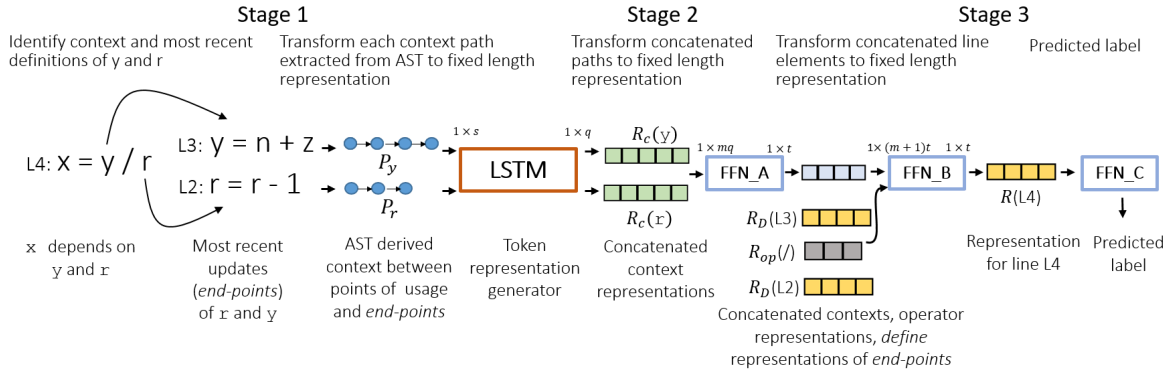 Stage 1
Stage 2
Stage 3
Identify context and most recent
definitions of y and r
Transform each context path
extracted from AST to fixed length
representation
Transform concatenated
paths to fixed length
representation
Transform concatenated line
elements to fixed length
representation
Predicted label
L4: x = y / r
L3: y = n + z
L2: r = r - 1
P_y
P_r
1 × s
LSTM
1 × q
R_c(y)
R_c(r)
1 × mq
FFN_A
1 × t
R_D(L3)
R_op(/)
R_D(L2)
1 × (m + 1)t
FFN_B
1 × t
R(L4)
FFN_C
x depends on
y and r
Most recent
updates
(end-points)
of r and y
AST derived
context between
points of usage
and end-points
Token
representation
generator
Concatenated
context
representations
Concatenated contexts, operator
representations, define
representations of end-points
Representation
for line L4
Predicted
label